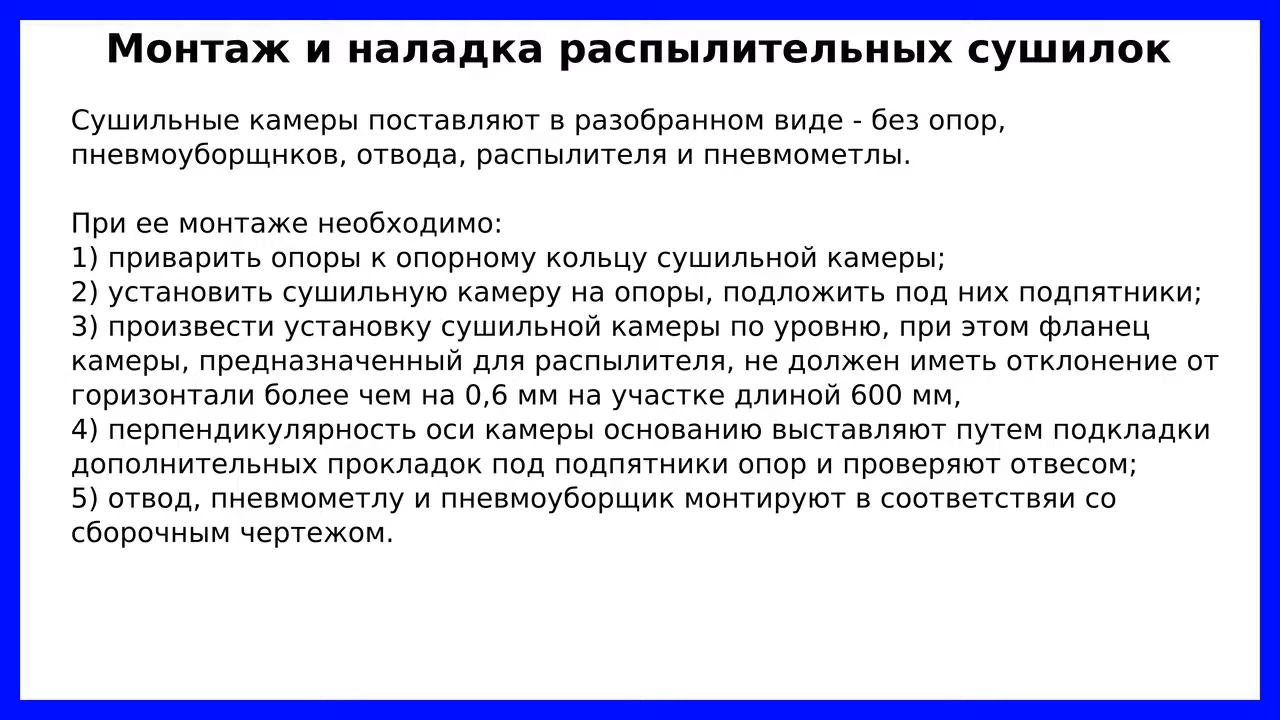 Монтаж и наладка распылительных сушилок
Сушильные камеры поставляют в разобранном виде - без опор,
пневмоуборщнков, отвода, распылителя и пневмометлы.
При ее монтаже необходимо:
1) приварить опоры к опорному кольцу сушильной камеры;
2) установить сушильную камеру на опоры, подложить под них подпятники;
3) произвести установку сушильной камеры по уровню, при этом фланец
камеры, предназначенный для распылителя, не должен иметь отклонение от
горизонтали более чем на 0,6 мм на участке длиной 600 мм,
4) перпендикулярность оси камеры основанию выставляют путем подкладки
дополнительных прокладок под подпятники опор и проверяют отвесом;
5) отвод, пневмометлу и пневмоуборщик монтируют в соответствяи со
сборочным чертежом.